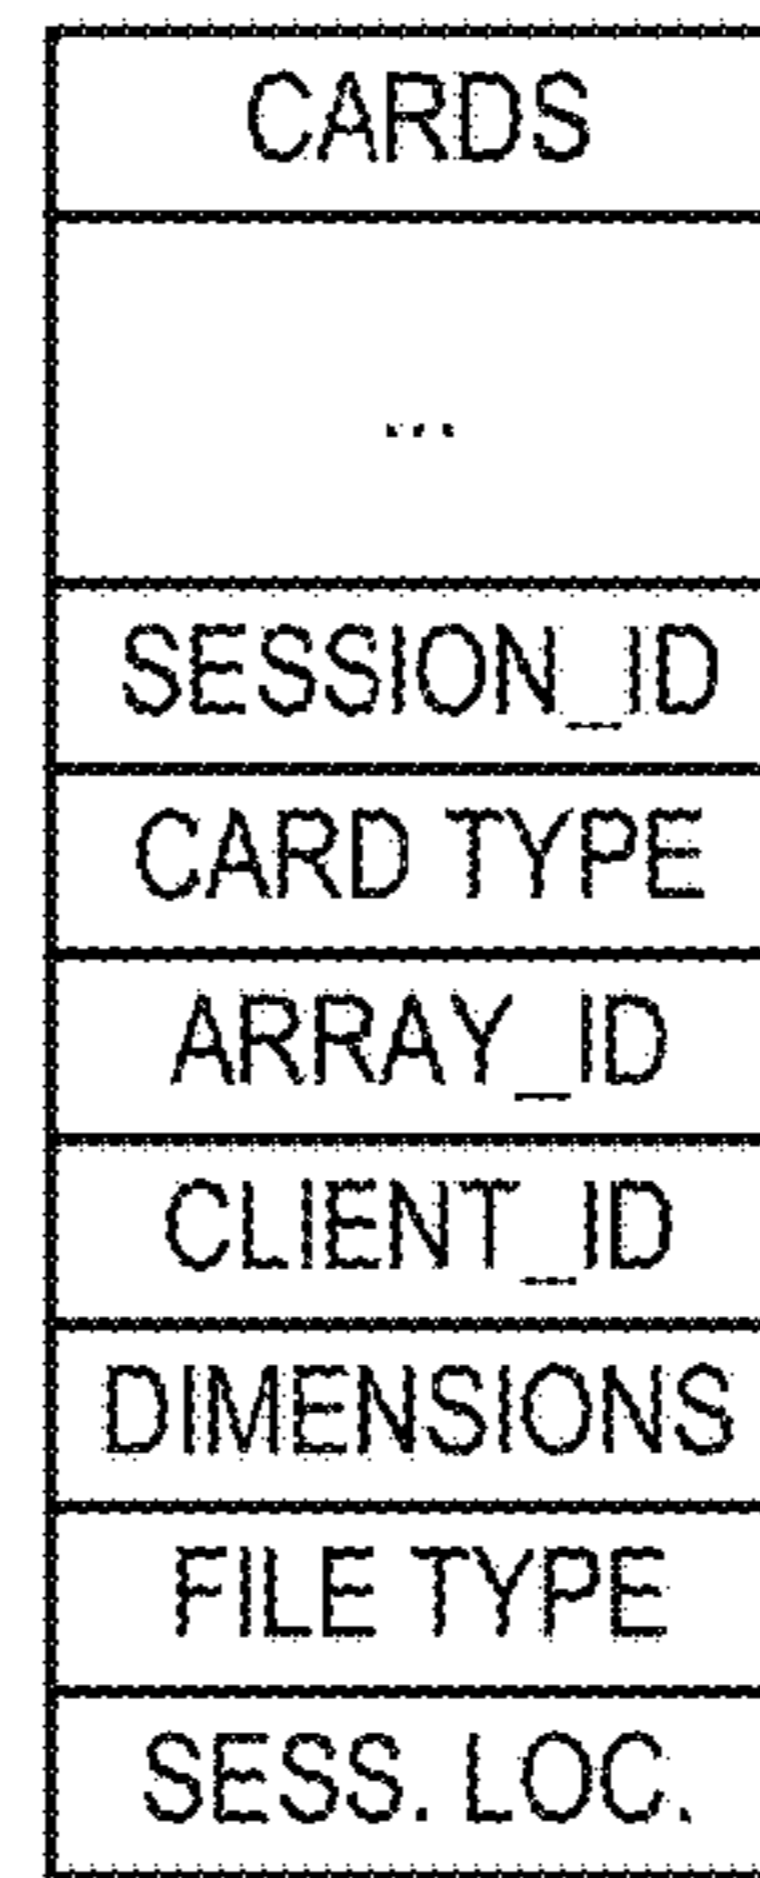 CARDS
...
SESSION_ID
CARD TYPE
ARRAY_ID
CLIENT_ID
DIMENSIONS
FILE TYPE
SESS. LOC.